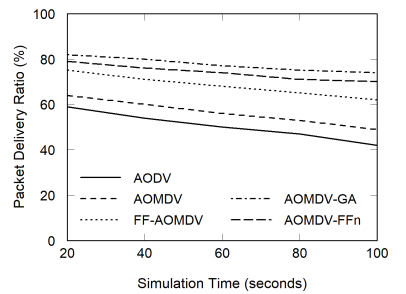 Packet Delivery Ratio (%)
100
80
60
40
20
0
AODV
AOMDV
FF-AOMDV
AOMDV-GA
AOMDV-FFn
20 40 60 80 100
Simulation Time (seconds)